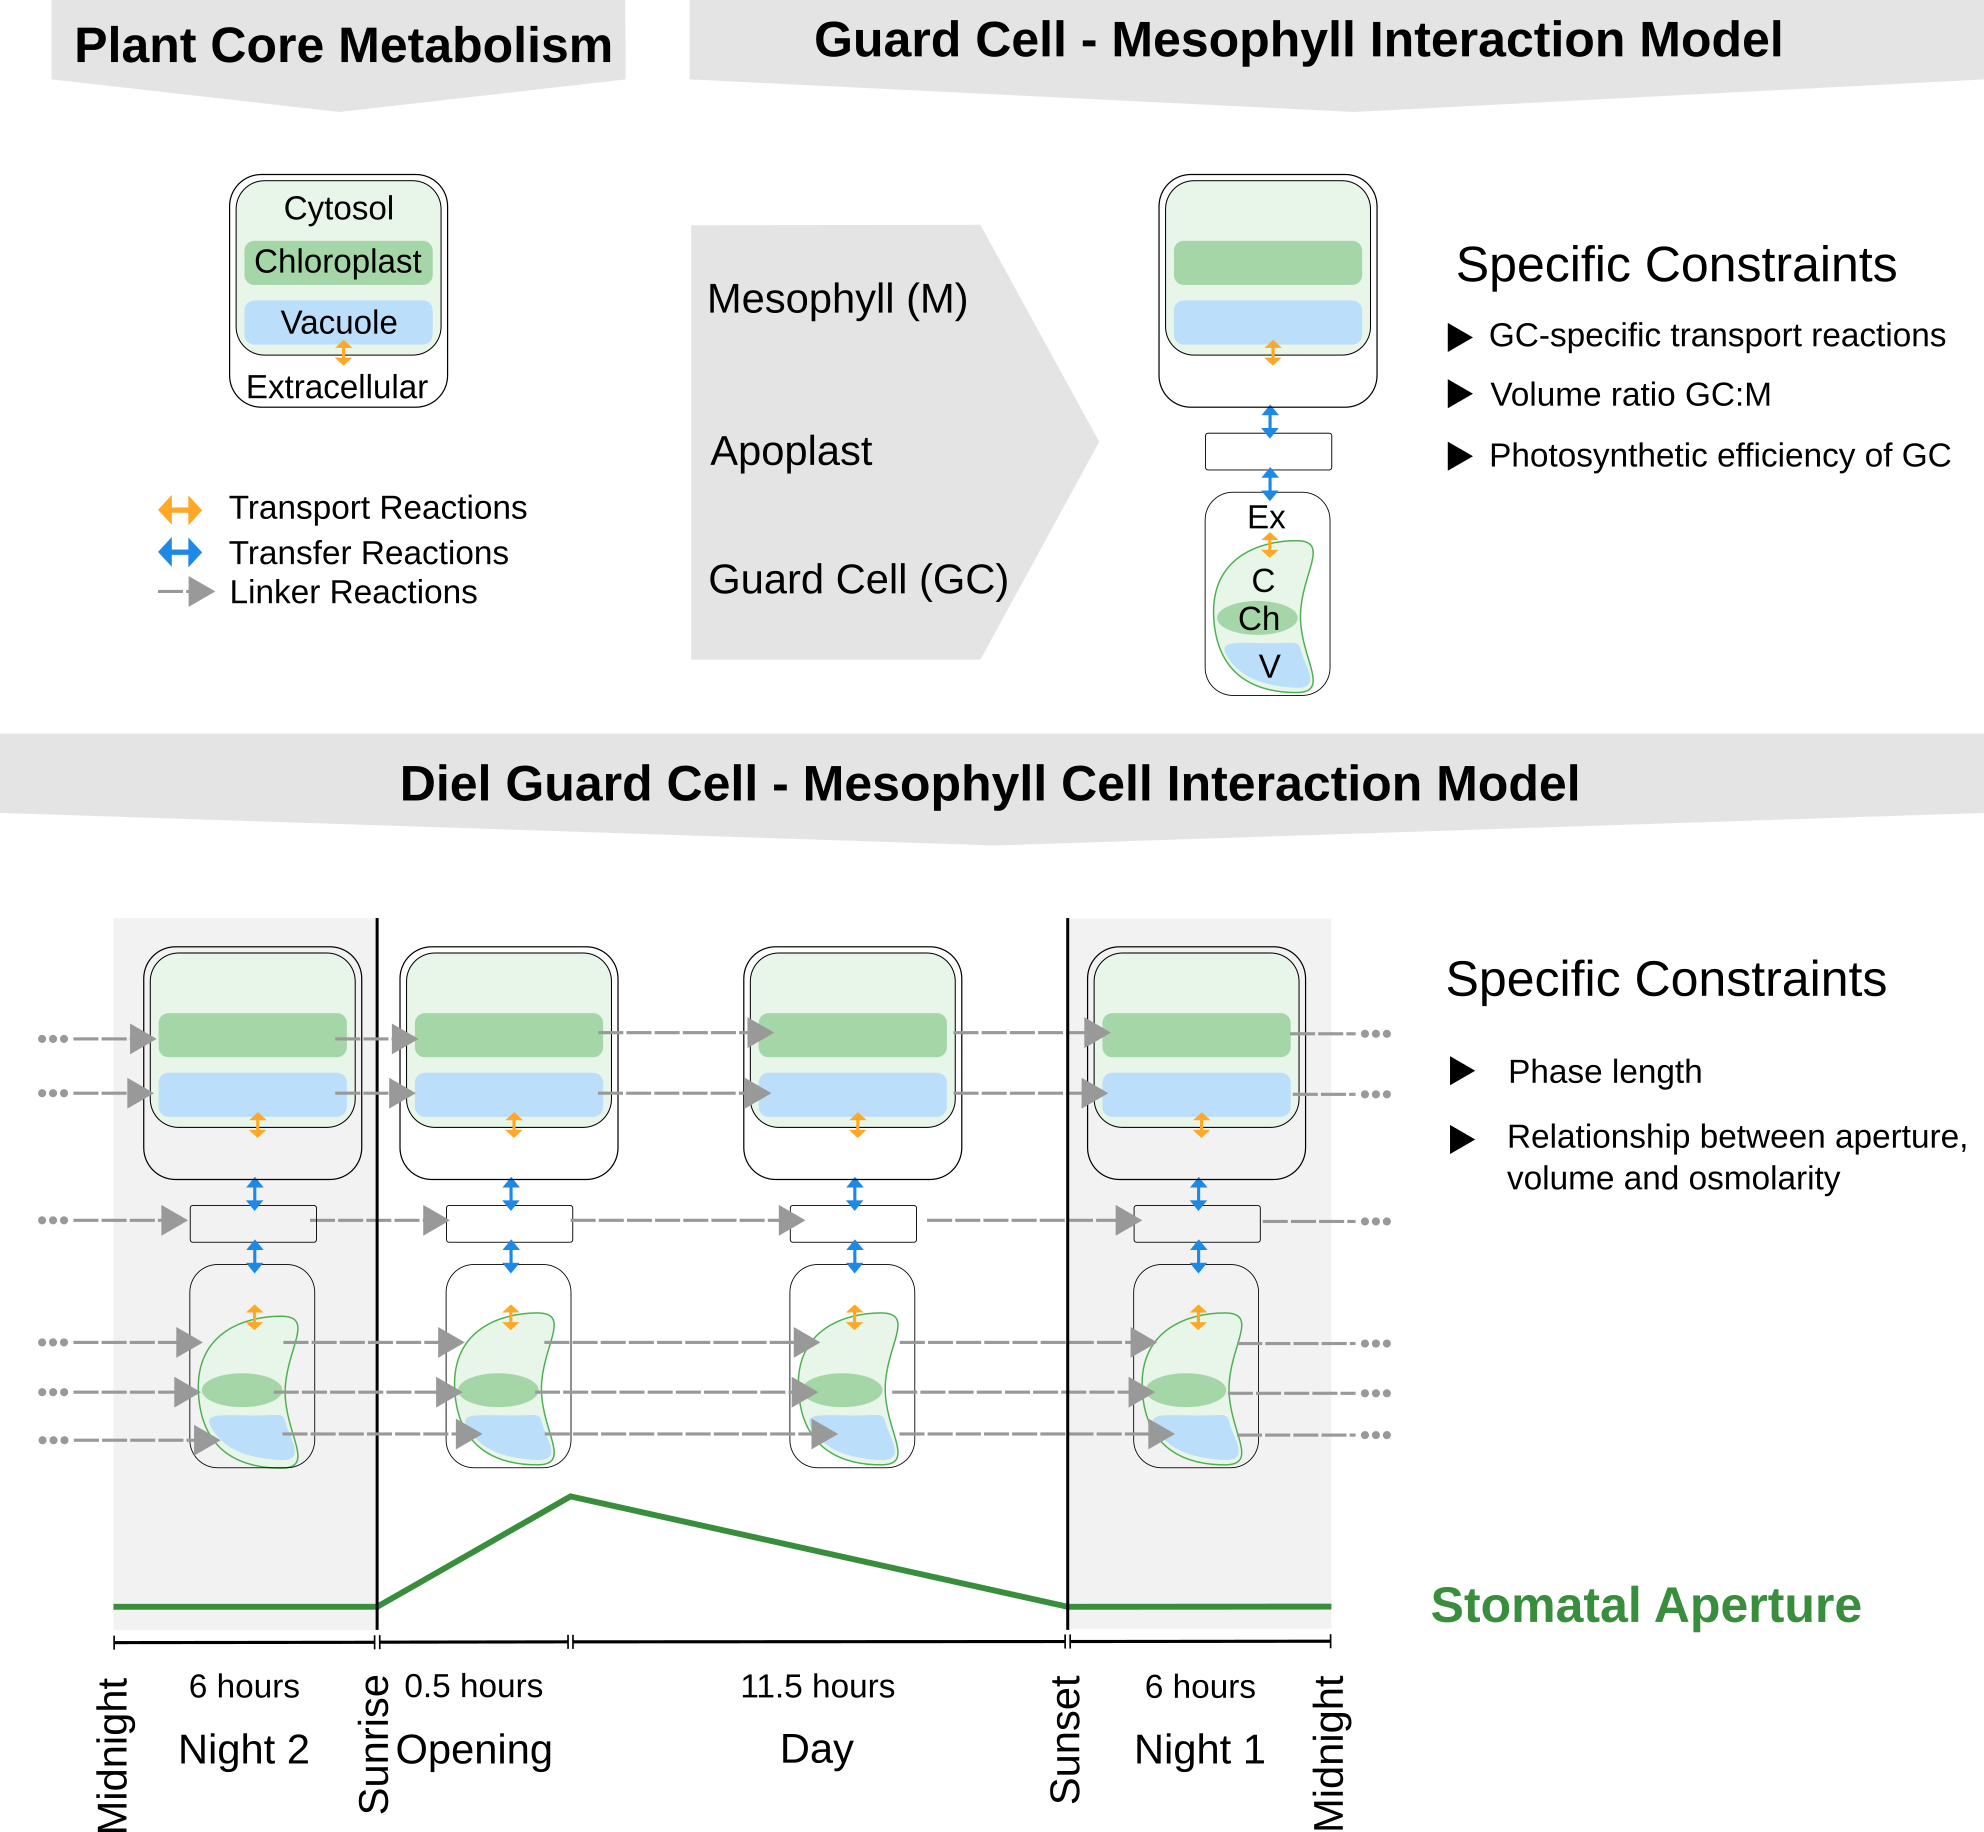 Plant Core Metabolism
Guard Cell - Mesophyll Interaction Model
Cytosol
Chloroplast
Vacuole
Extracellular
Transport Reactions
Transfer Reactions
Linker Reactions
Mesophyll (M)
Apoplast
Guard Cell (GC)
Ex
C
Ch
V
Specific Constraints
GC-specific transport reactions
Volume ratio GC:M
Photosynthetic efficiency of GC
Diel Guard Cell - Mesophyll Cell Interaction Model
Specific Constraints
Phase length
Relationship between aperture,
volume and osmolarity
Stomatal Aperture
Midnight
6 hours
Night 2
Sunrise
0.5 hours
Opening
11.5 hours
Day
Sunset
6 hours
Night 1
Midnight